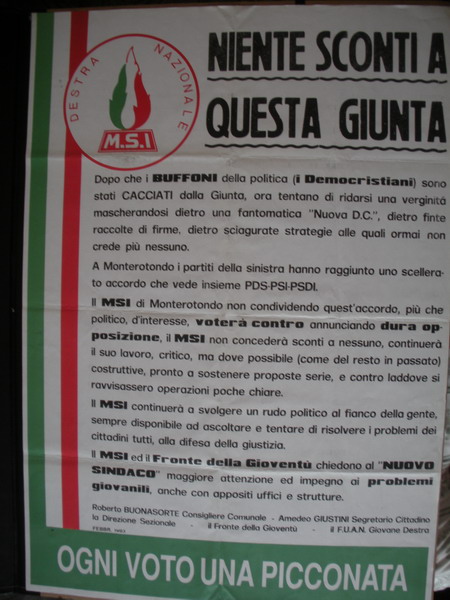 DESTRA NAZIONALE
M.S.I
NIENTE SCONTI A
QUESTA GIUNTA
Dopo che i BUFFONI della politica (i Democristiani) sono
stati CACCIATI dalla Giunta, ora tentano di ridarsi una verginità
mascherandosi dietro una fantomatica "Nuova D.C.", dietro finte
raccolte di firme, dietro sciagurate strategie alle quali ormai non
crede più nessuno.
A Monterotondo i partiti della sinistra hanno raggiunto uno scellera-
to accordo che vede insieme PDS-PSI-PSDI.
Il MSI di Monterotondo non condividendo quest'accordo, più che
politico, d'interesse, voterà contro annunciando dura op-
posizione, il MSI non concederà sconti a nessuno, continuerà
il suo lavoro, critico, ma dove possibile (come del resto in passato)
costruttive, pronto a sostenere proposte serie, e contro laddove si
ravvisassero operazioni poche chiare.
Il MSI continuerà a svolgere un rudo politico al fianco della gente,
sempre disponibile ad ascoltare e tentare di risolvere i problemi dei
cittadini tutti, alla difesa della giustizia.
Il MSI ed il Fronte della Gioventù chiedono al "NUOVO
SINDACO" maggiore attenzione ed impegno ai problemi
giovanili, anche con appositi uffici e strutture.
Roberto BUONASORTE Consigliere Comunale - Amedeo GIUSTINI Segretario Cittadino
la Direzione Sezionale - il Fronte della Gioventù - il F.U.A.N. Giovane Destra
OGNI VOTO UNA PICCONATA